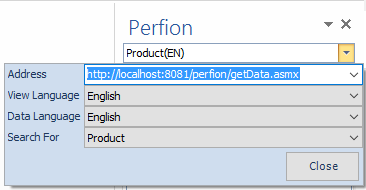 Perfion
Product(EN)
Address http://localhost:8081/perfion/getData.asmx
View Language English
Data Language English
Search For Product
Close